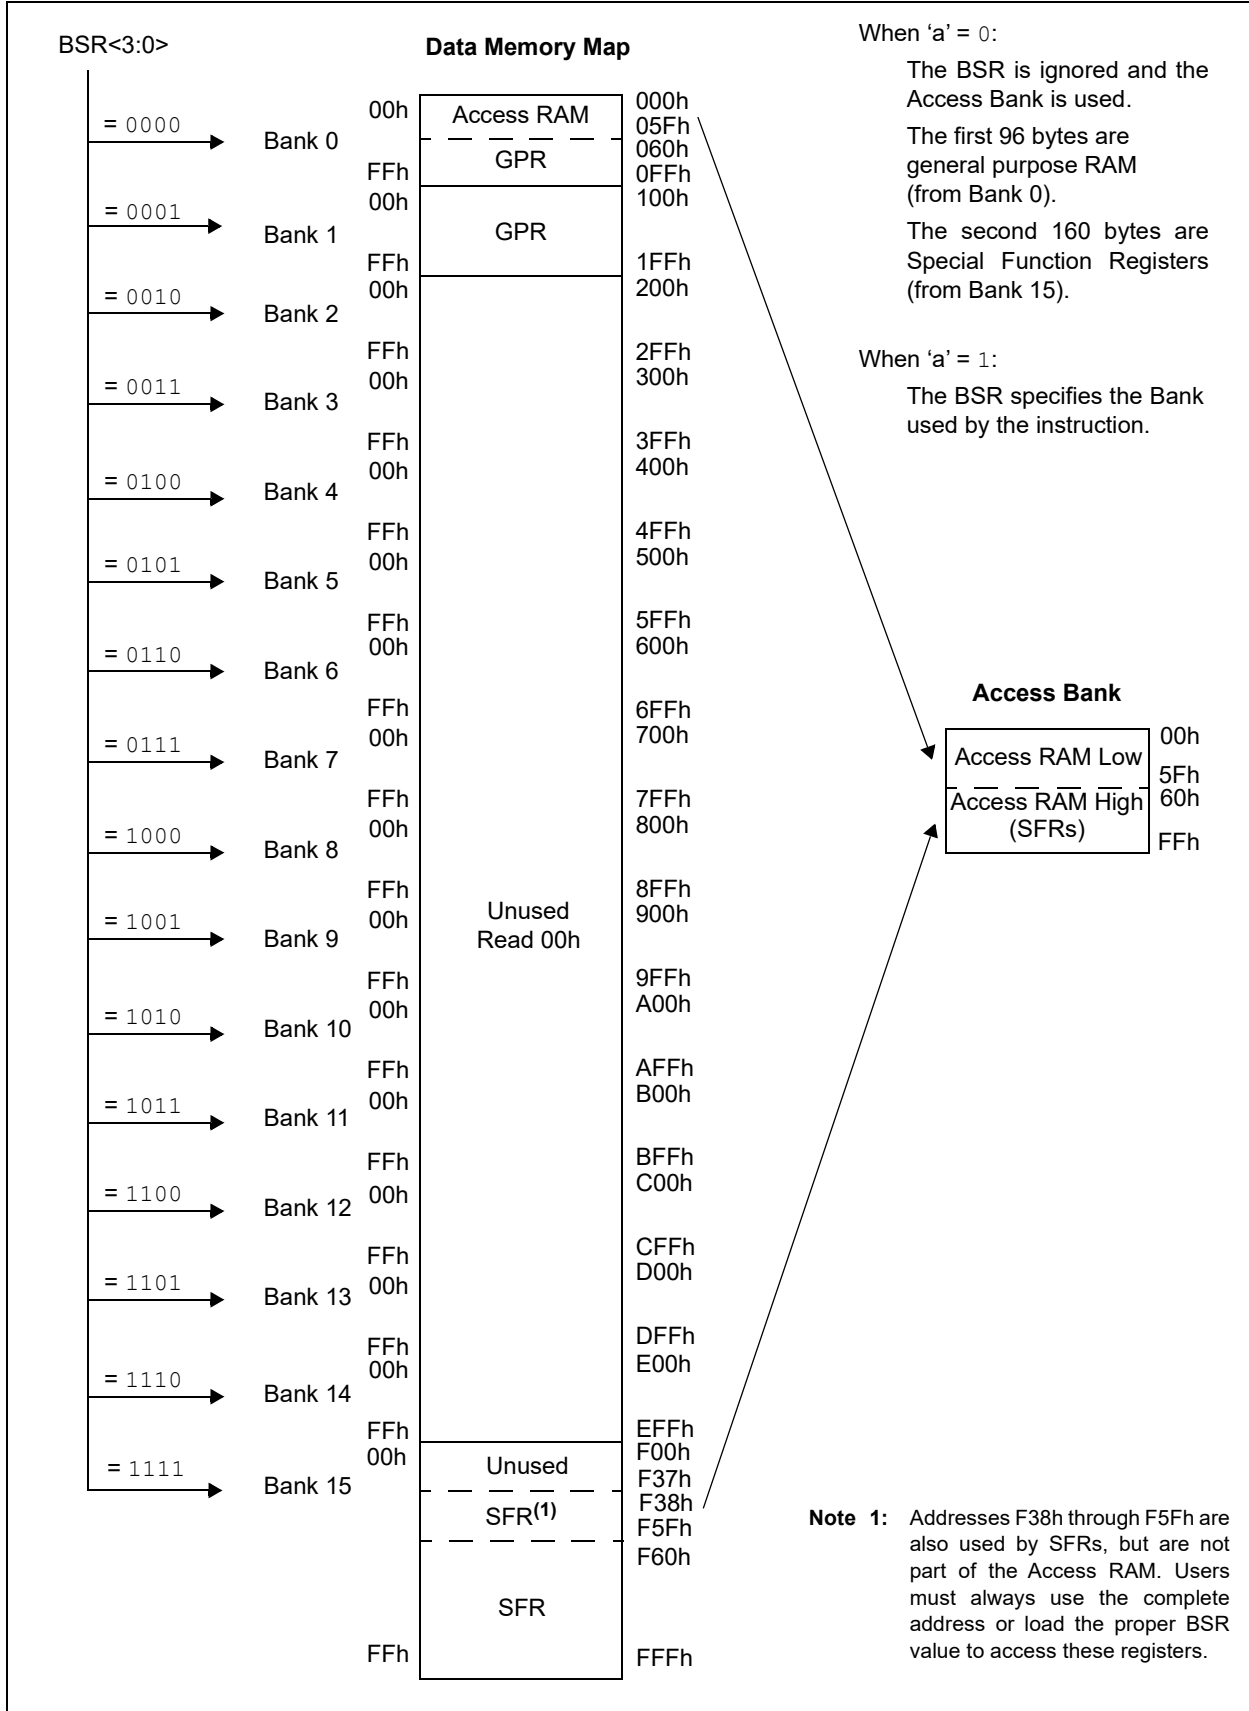 BSR<3:0>
Data Memory Map
When ‘a’ = 0:
The BSR is ignored and the
Access Bank is used.
The first 96 bytes are
general purpose RAM
(from Bank 0).
The second 160 bytes are
Special Function Registers
(from Bank 15).
When ‘a’ = 1:
The BSR specifies the Bank
used by the instruction.
= 0000
Bank 0
00h
Access RAM
000h
05Fh
GPR
060h
FFh
0FFh
= 0001
Bank 1
00h
100h
GPR
FFh
1FFh
= 0010
Bank 2
00h
200h
FFh
2FFh
= 0011
Bank 3
00h
300h
FFh
3FFh
= 0100
Bank 4
00h
400h
FFh
4FFh
= 0101
Bank 5
00h
500h
FFh
5FFh
= 0110
Bank 6
00h
600h
FFh
6FFh
= 0111
Bank 7
00h
700h
FFh
7FFh
= 1000
Bank 8
00h
800h
FFh
8FFh
= 1001
Bank 9
00h
900h
Unused
Read 00h
FFh
9FFh
= 1010
Bank 10
00h
A00h
FFh
AFFh
= 1011
Bank 11
00h
B00h
FFh
BFFh
= 1100
Bank 12
00h
C00h
FFh
CFFh
= 1101
Bank 13
00h
D00h
FFh
DFFh
= 1110
Bank 14
00h
E00h
FFh
EFFh
= 1111
Bank 15
00h
F00h
Unused
F37h
F38h
SFR(1)
F5Fh
F60h
SFR
FFh
FFFh
Access Bank
Access RAM Low
00h
5Fh
Access RAM High
(SFRs)
60h
FFh
Note 1: Addresses F38h through F5Fh are
also used by SFRs, but are not
part of the Access RAM. Users
must always use the complete
address or load the proper BSR
value to access these registers.